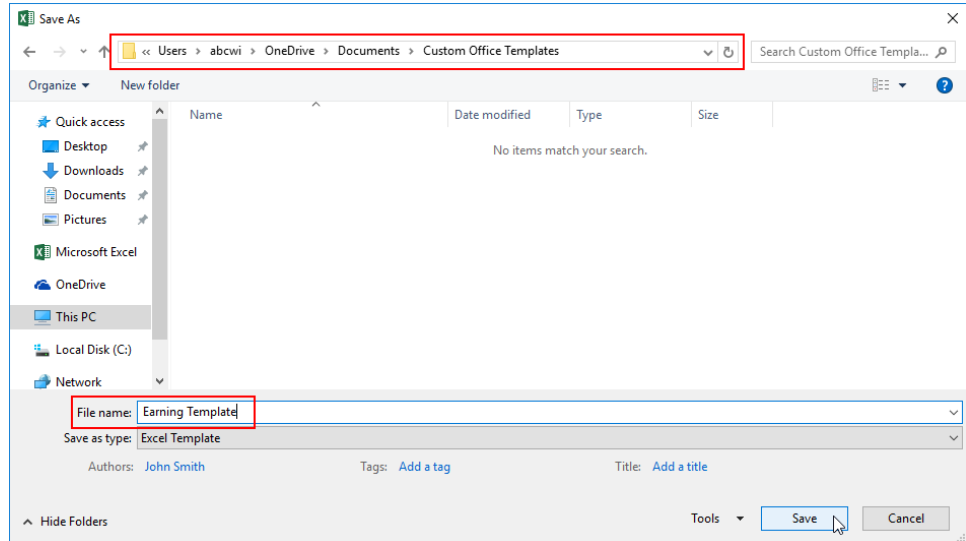 Save As
« Users > abcwi > OneDrive > Documents > Custom Office Templates
Search Custom Office Templa...
Organize
New folder
Name
Date modified
Type
Size
No items match your search.
Quick access
Desktop
Downloads
Documents
Pictures
Microsoft Excel
OneDrive
This PC
Local Disk (C:)
Network
File name: Earning Template
Save as type: Excel Template
Authors: John Smith
Tags: Add a tag
Title: Add a title
Hide Folders
Tools
Save
Cancel